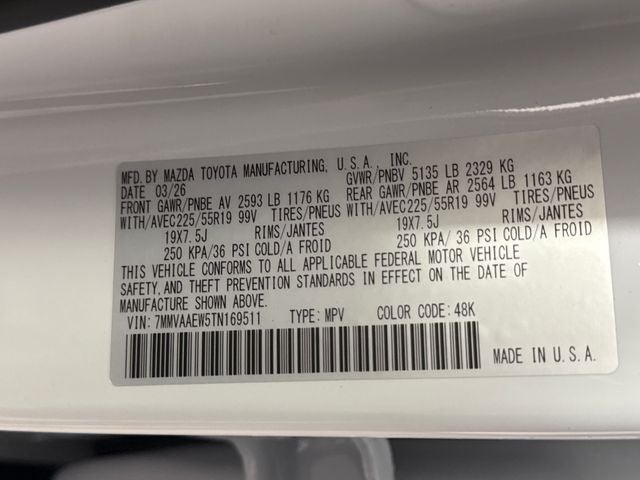 MFD. BY MAZDA TOYOTA MANUFACTURING, U.S.A., INC.
DATE 03/26 GVWR/PNBV 5135 LB 2329 KG
FRONT GAWR/PNBE AV 2593 LB 1176 KG REAR GAWR/PNBE AR 2564 LB 1163 KG
WITH/AVEC225/55R19 99V TIRES/PNEUS WITH/AVEC225/55R19 99V TIRES/PNEUS
19X7.5J RIMS/JANTES 19X7.5J RIMS/JANTES
250 KPA/36 PSI COLD/A FROID 250 KPA/ 36 PSI COLD/A FROID
THIS VEHICLE CONFORMS TO ALL APPLICABLE FEDERAL MOTOR VEHICLE
SAFETY, AND THEFT PREVENTION STANDARDS IN EFFECT ON THE DATE OF
MANUFACTURE SHOWN ABOVE.
VIN: 7MMVAAEW5TN169511 TYPE: MPV COLOR CODE: 48K
MADE IN U.S.A.